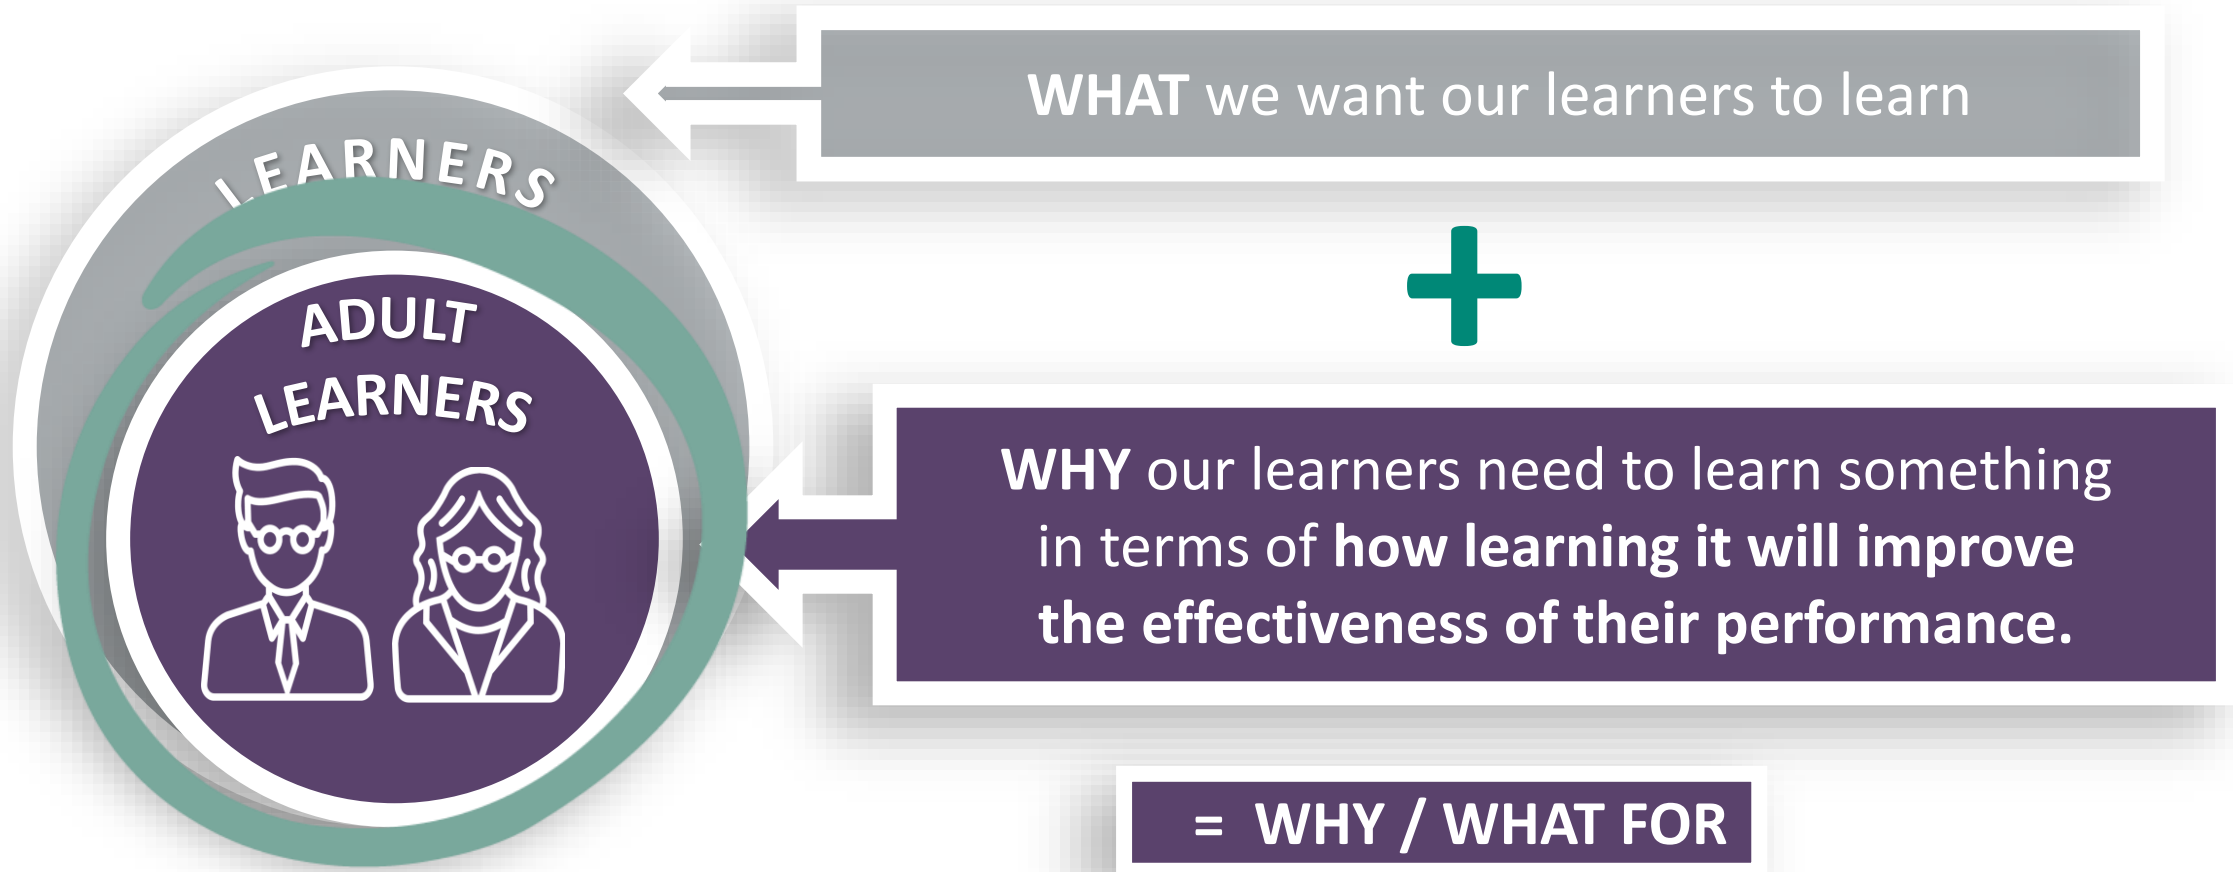 WHAT we want our learners to learn
LEARNERS
+
ADULT
LEARNERS
WHY our learners need to learn something
in terms of how learning it will improve
the effectiveness of their performance.
= WHY / WHAT FOR